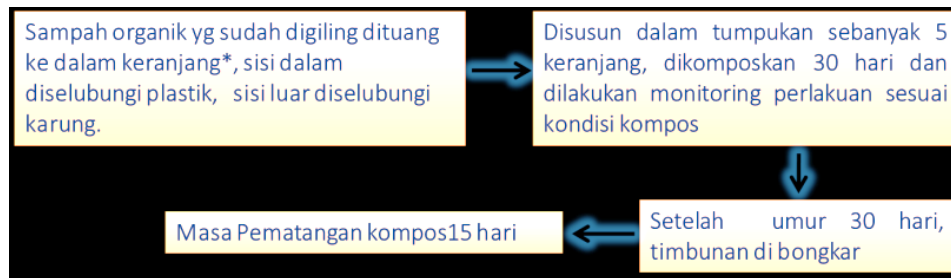 Sampah organik yg sudah digiling dituang
ke dalam keranjang*, sisi dalam
diselubungi plastik, sisi luar diselubungi
karung.
Disusun dalam tumpukan sebanyak 5
keranjang, dikomposkan 30 hari dan
dilakukan monitoring perlakuan sesuai
kondisi kompos
Setelah umur 30 hari,
timbunan di bongkar
Masa Pematangan kompos15 hari